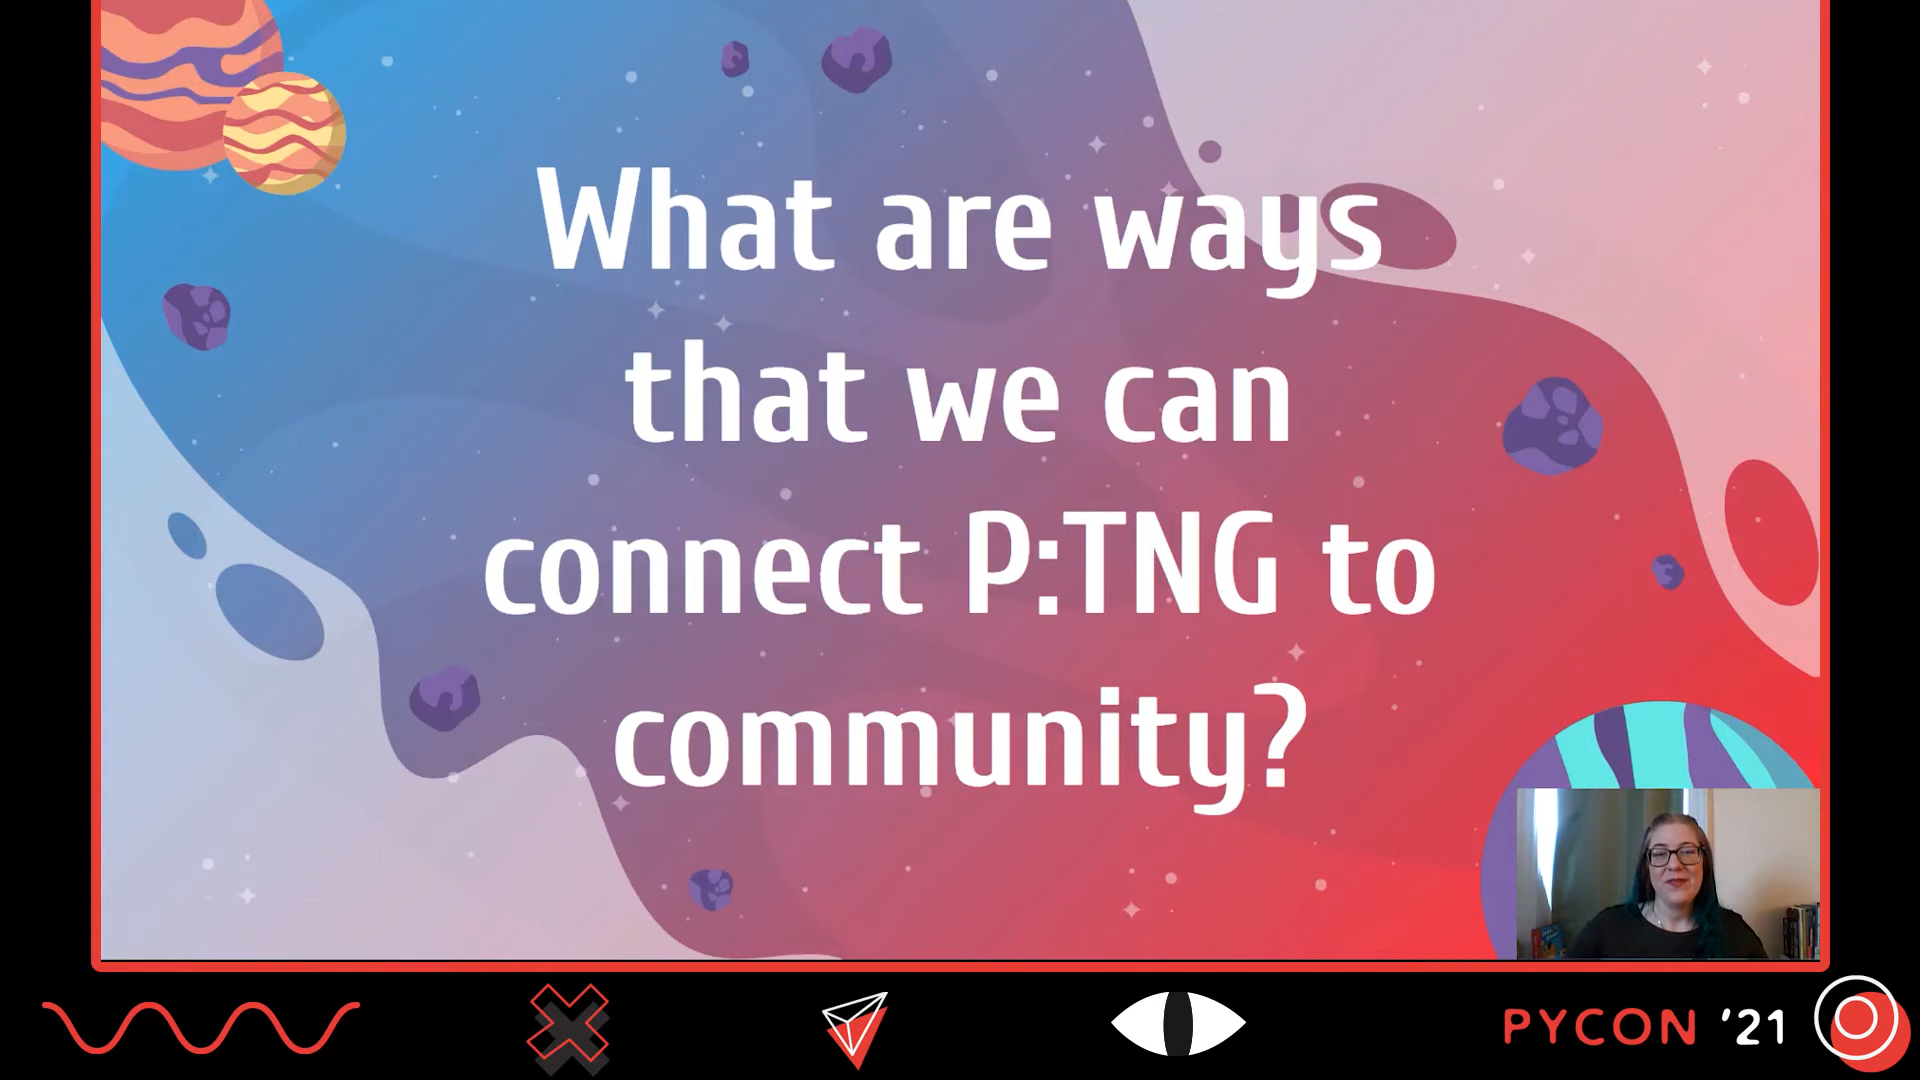 What are ways
that we can
connect P:TNG to
community?
PYCON '21